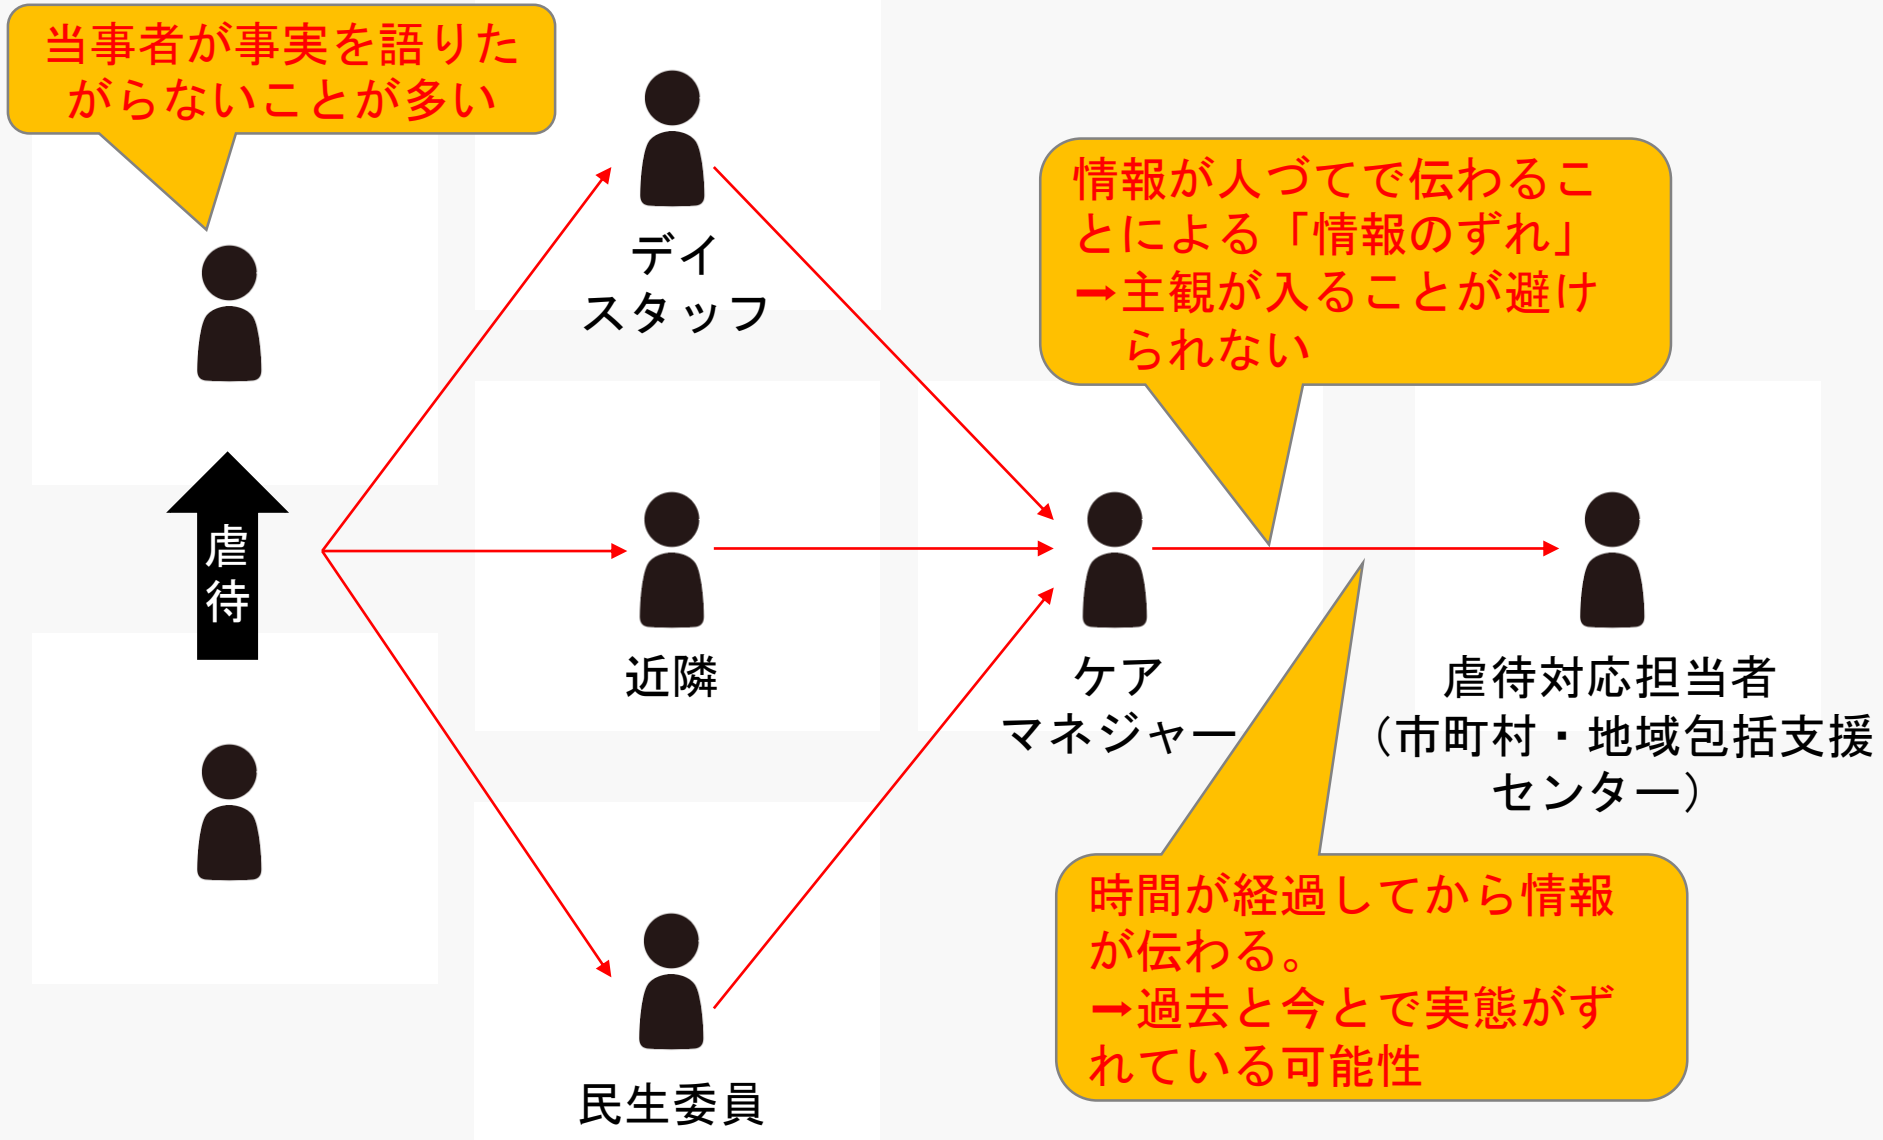 当事者が事実を語りた
がらないことが多い
デイ
スタッフ
情報が人づてで伝わるこ
とによる「情報のずれ」
➡主観が入ることが避け
られない
虐
待
近隣
ケア
マネジャー
虐待対応担当者
（市町村・地域包括支援
センター）
民生委員
時間が経過してから情報
が伝わる。
➡過去と今とで実態がず
れている可能性